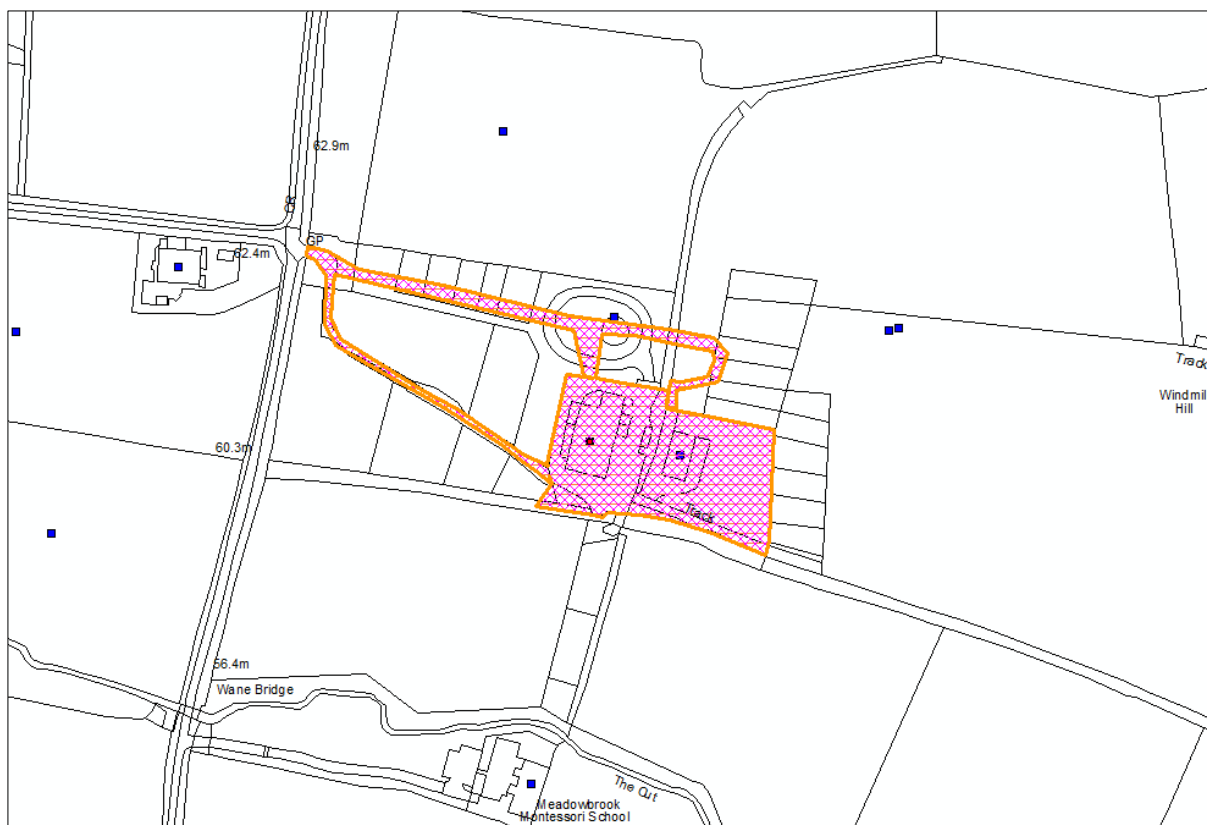 62.9m
GP
62.4m
Track
Windmil
Hill
60.3m
Track
56.4m
Wane Bridge
The Cut
Meadowbrook
Montessori School